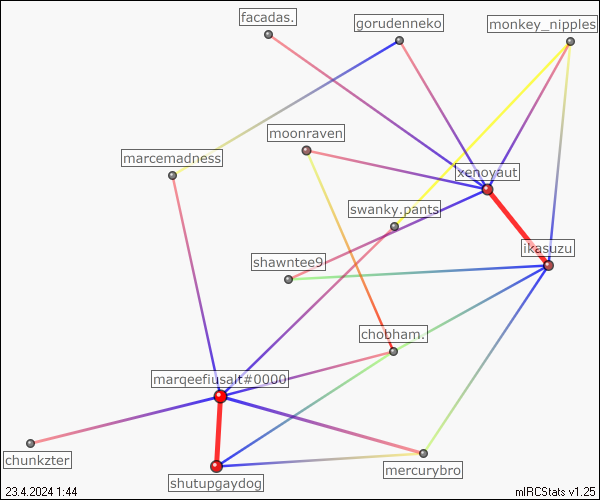 facadas.
gorudenneko
monkey_nipples
moonraven
marcemadness
xenoyaut
swanky.pants
ikasuzu
shawntee9
chobham.
marqeefiusalt#0000
chunkzter
mercurybro
shutupgaydog
23.4.2024 1:44
mIRCStats v1.25